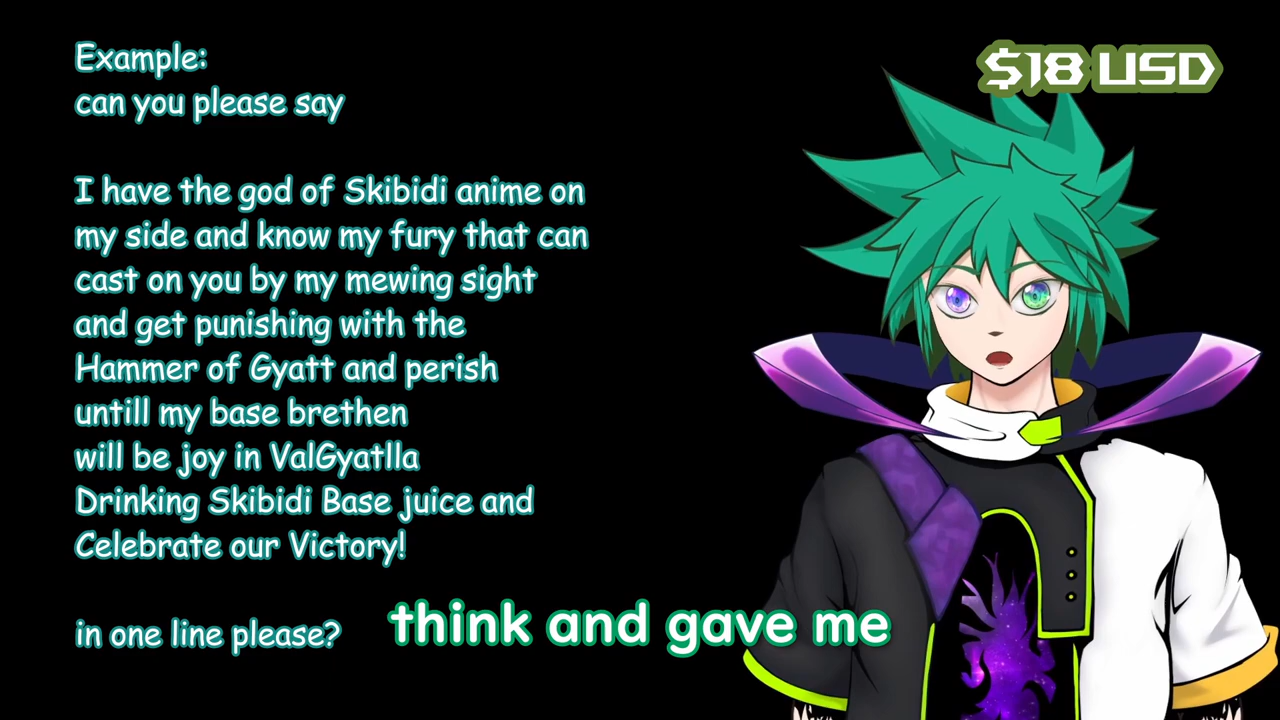 Example:
can you please say
I have the god of Skibidi anime on
my side and know my fury that can
cast on you by my mewing sight
and get punishing with the
Hammer of Gyatt and perish
untill my base brethen
will be joy in ValGyatlla
Drinking Skibidi Base juice and
Celebrate our Victory!
in one line please?
think and gave me
$18 USD